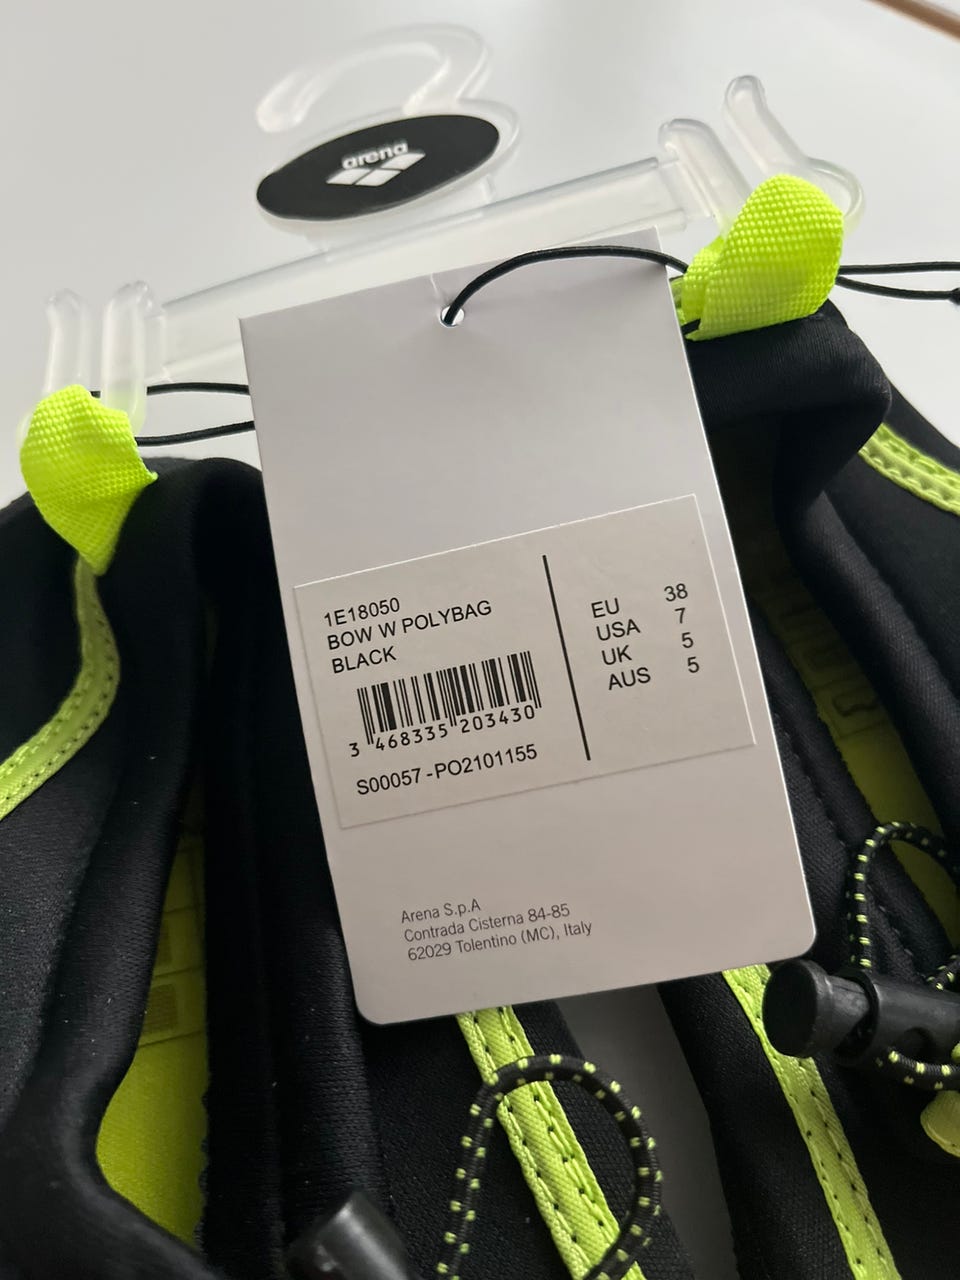 arena
1E18050
BOW W POLYBAG
BLACK
3 468335 203430
S00057-PO2101155
EU 38
USA 7
UK 5
AUS 5
Arena S.p.A
Contrada Cisterna 84-85
62029 Tolentino (MC), Italy